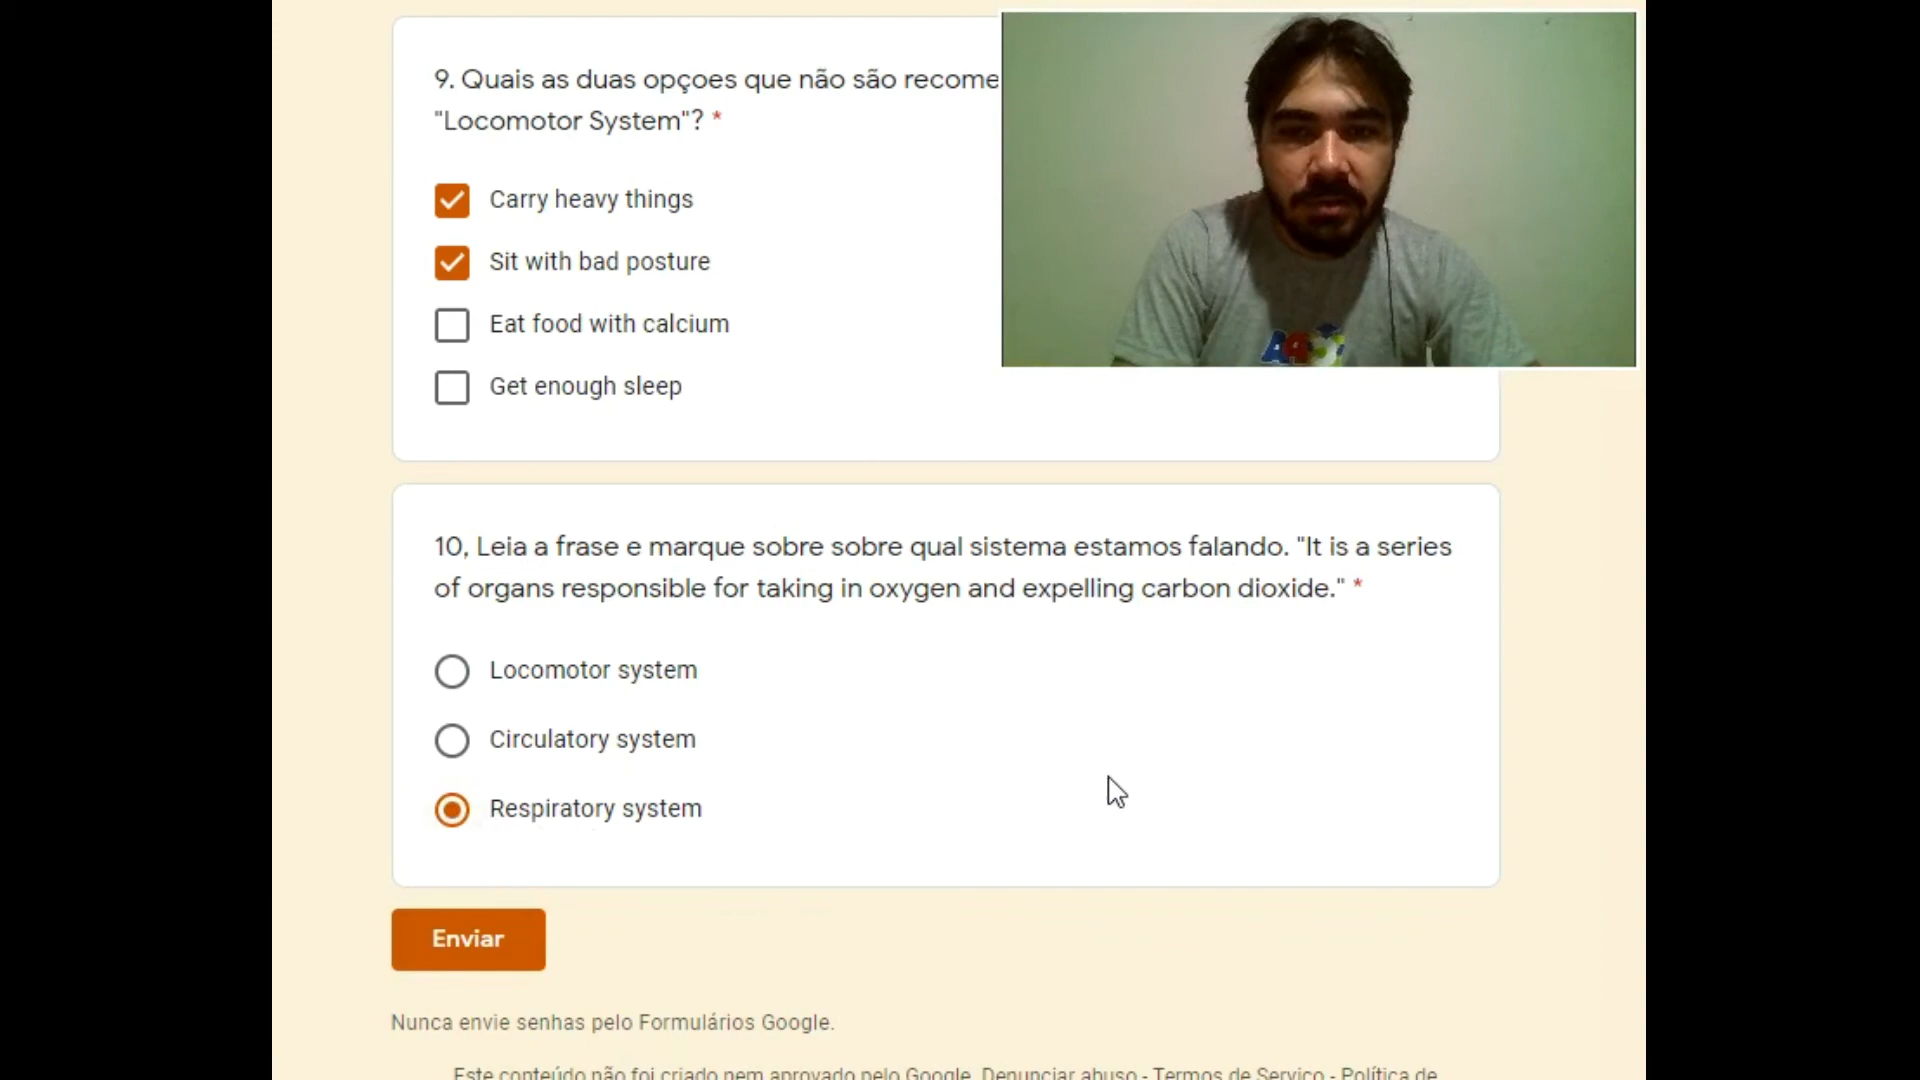 9. Quais as duas opçoes que não são recome
"Locomotor System"? *
Carry heavy things
Sit with bad posture
Eat food with calcium
Get enough sleep
10, Leia a frase e marque sobre sobre qual sistema estamos falando. "It is a series
of organs responsible for taking in oxygen and expelling carbon dioxide." *
Locomotor system
Circulatory system
Respiratory system
Enviar
Nunca envie senhas pelo Formulários Google.
Este conteúdo não foi criado nem aprovado pelo Google. Denunciar abuso - Termos de Serviço - Política de